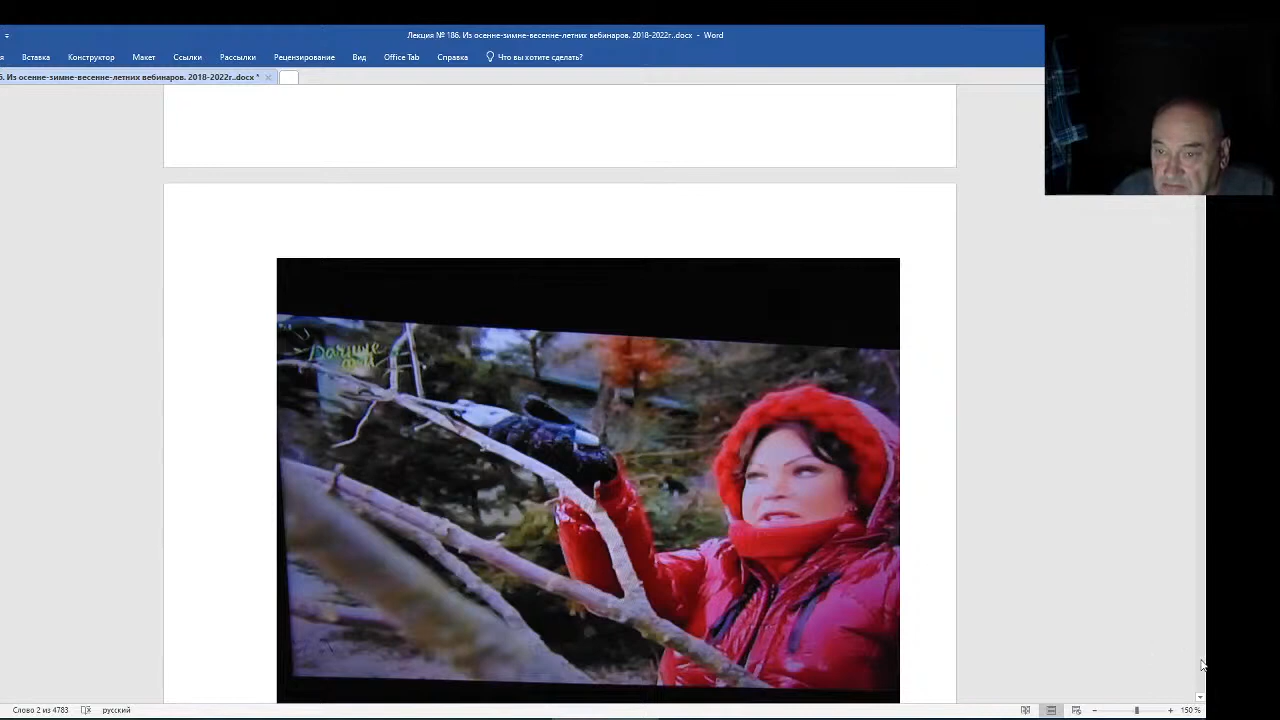 Лекция № 186. Из осенне-зимне-весенне-летних вебинаров. 2018-2022г..docx - Word
я Вставка Конструктор Макет Ссылки Рассылки Рецензирование Вид Office Tab Справка Что вы хотите сделать?
6. Из осенне-зимне-весенне-летних вебинаров. 2018-2022г..docx *
Дачные
феи
Слово 2 из 4783 русский 150 %